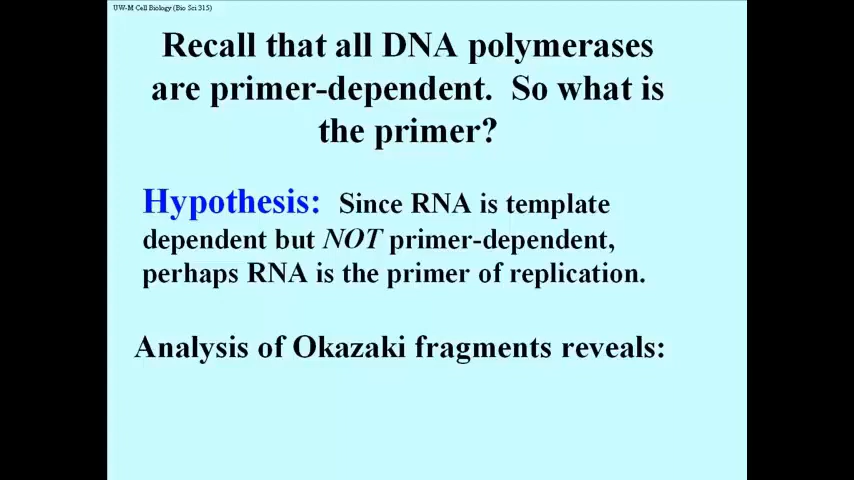 UW-M Cell Biology (Bio Sci 315)
Recall that all DNA polymerases
are primer-dependent. So what is
the primer?
Hypothesis: Since RNA is template
dependent but NOT primer-dependent,
perhaps RNA is the primer of replication.
Analysis of Okazaki fragments reveals: